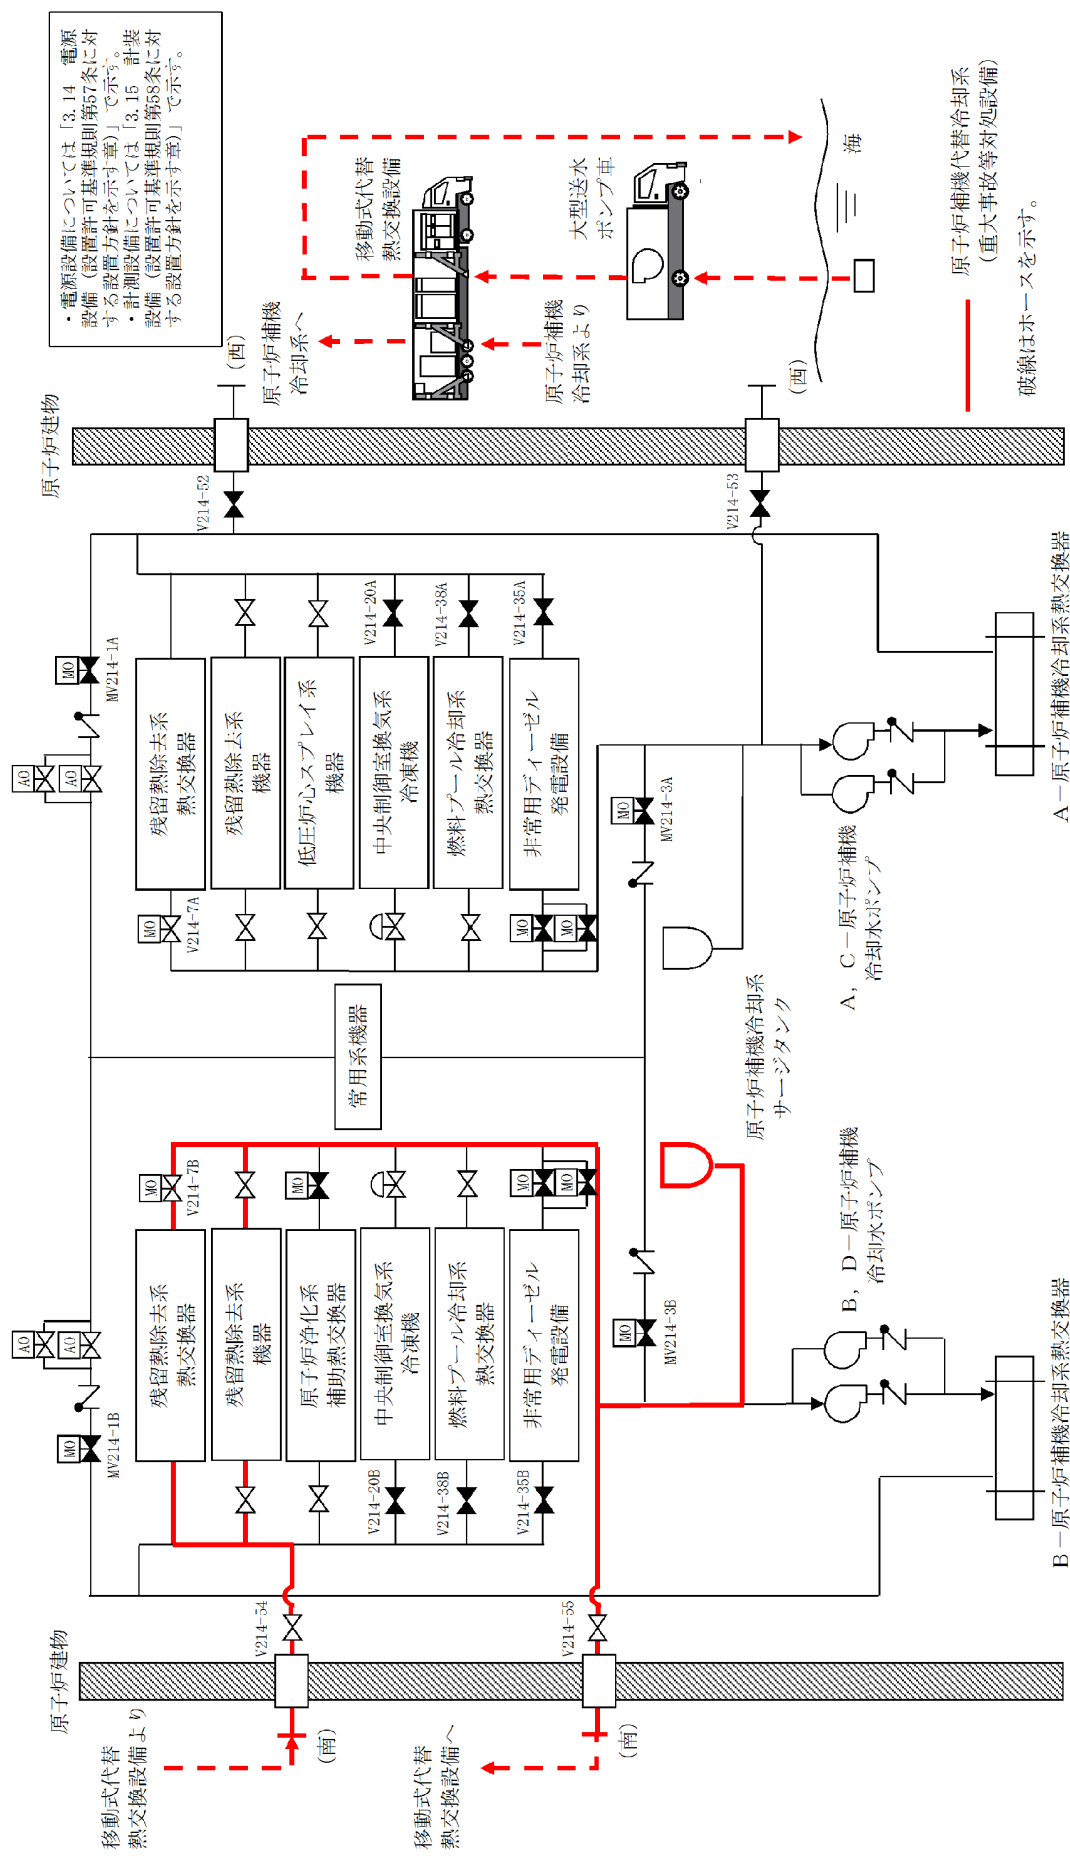 ・電源設備については「3.14　電源
設備（設置許可基準規則第57条に対
する設置方針を示す章）」で示す。
・計測設備については「3.15　計装
設備（設置許可基準規則第58条に対
する設置方針を示す章）」で示す。
原子炉建物
移動式代替
熱交換設備より
(南)
V214-54
移動式代替
熱交換設備へ
(南)
V214-55
MO
MV214-1B
AO
AO
AO
AO
MO
MV214-1A
残留熱除去系
熱交換器
MO
V214-7B
残留熱除去系
機器
原子炉浄化系
補助熱交換器
MO
V214-20B
中央制御室換気系
冷凍機
V214-38B
燃料プール冷却系
熱交換器
V214-35B
非常用ディーゼル
発電設備
MO
MO
常用系機器
MO
V214-7A
残留熱除去系
熱交換器
残留熱除去系
機器
低圧炉心スプレイ系
機器
中央制御室換気系
冷凍機
V214-20A
燃料プール冷却系
熱交換器
V214-38A
MO
MO
非常用ディーゼル
発電設備
V214-35A
MO
MV214-3B
MO
MV214-3A
原子炉補機冷却系
サージタンク
B，D－原子炉補機
冷却水ポンプ
A，C－原子炉補機
冷却水ポンプ
B－原子炉補機冷却系熱交換器
A－原子炉補機冷却系熱交換器
原子炉建物
V214-52
(西)
V214-53
(西)
原子炉補機
冷却系へ
移動式代替
熱交換設備
原子炉補機
冷却系より
大型送水
ポンプ車
海
原子炉補機代替冷却系
(重大事故等対処設備)
破線はホースを示す。